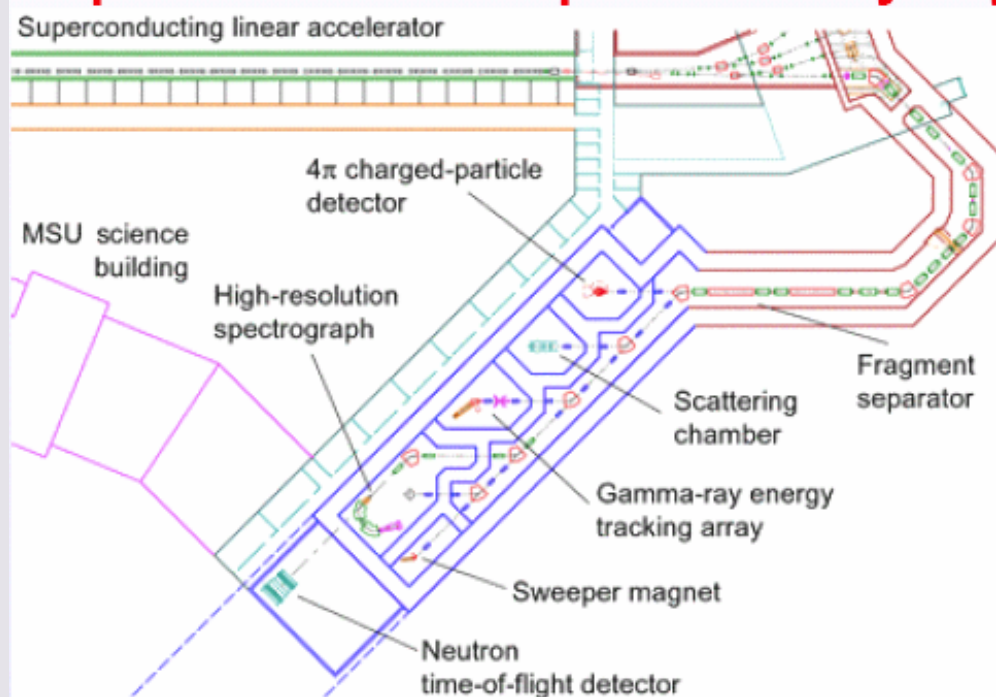 Superconducting linear accelerator
4π charged-particle
detector
MSU science
building
High-resolution
spectrograph
Fragment
separator
Scattering
chamber
Gamma-ray energy
tracking array
Sweeper magnet
Neutron
time-of-flight detector